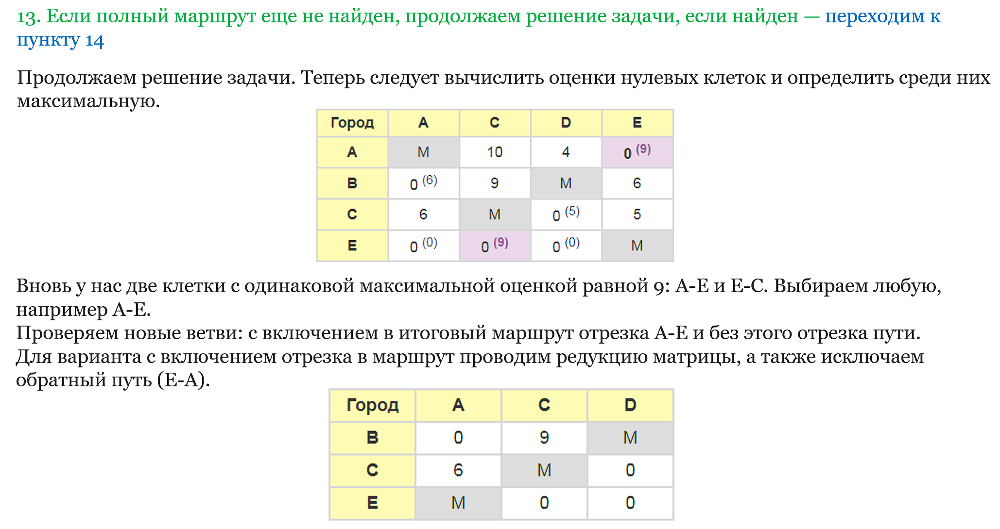 13. Если полный маршрут еще не найден, продолжаем решение задачи, если найден — переходим к
пункту 14
Продолжаем решение задачи. Теперь следует вычислить оценки нулевых клеток и определить среди них
максимальную.
Город A C D E
A M 10 4 0 (9)
B 0 (6) 9 M 6
C 6 M 0 (5) 5
E 0 (0) 0 (9) 0 (0) M
Вновь у нас две клетки с одинаковой максимальной оценкой равной 9: A-E и E-C. Выбираем любую,
например A-E.
Проверяем новые ветви: с включением в итоговый маршрут отрезка A-E и без этого отрезка пути.
Для варианта с включением отрезка в маршрут проводим редукцию матрицы, а также исключаем
обратный путь (E-A).
Город A C D
B 0 9 M
C 6 M 0
E M 0 0